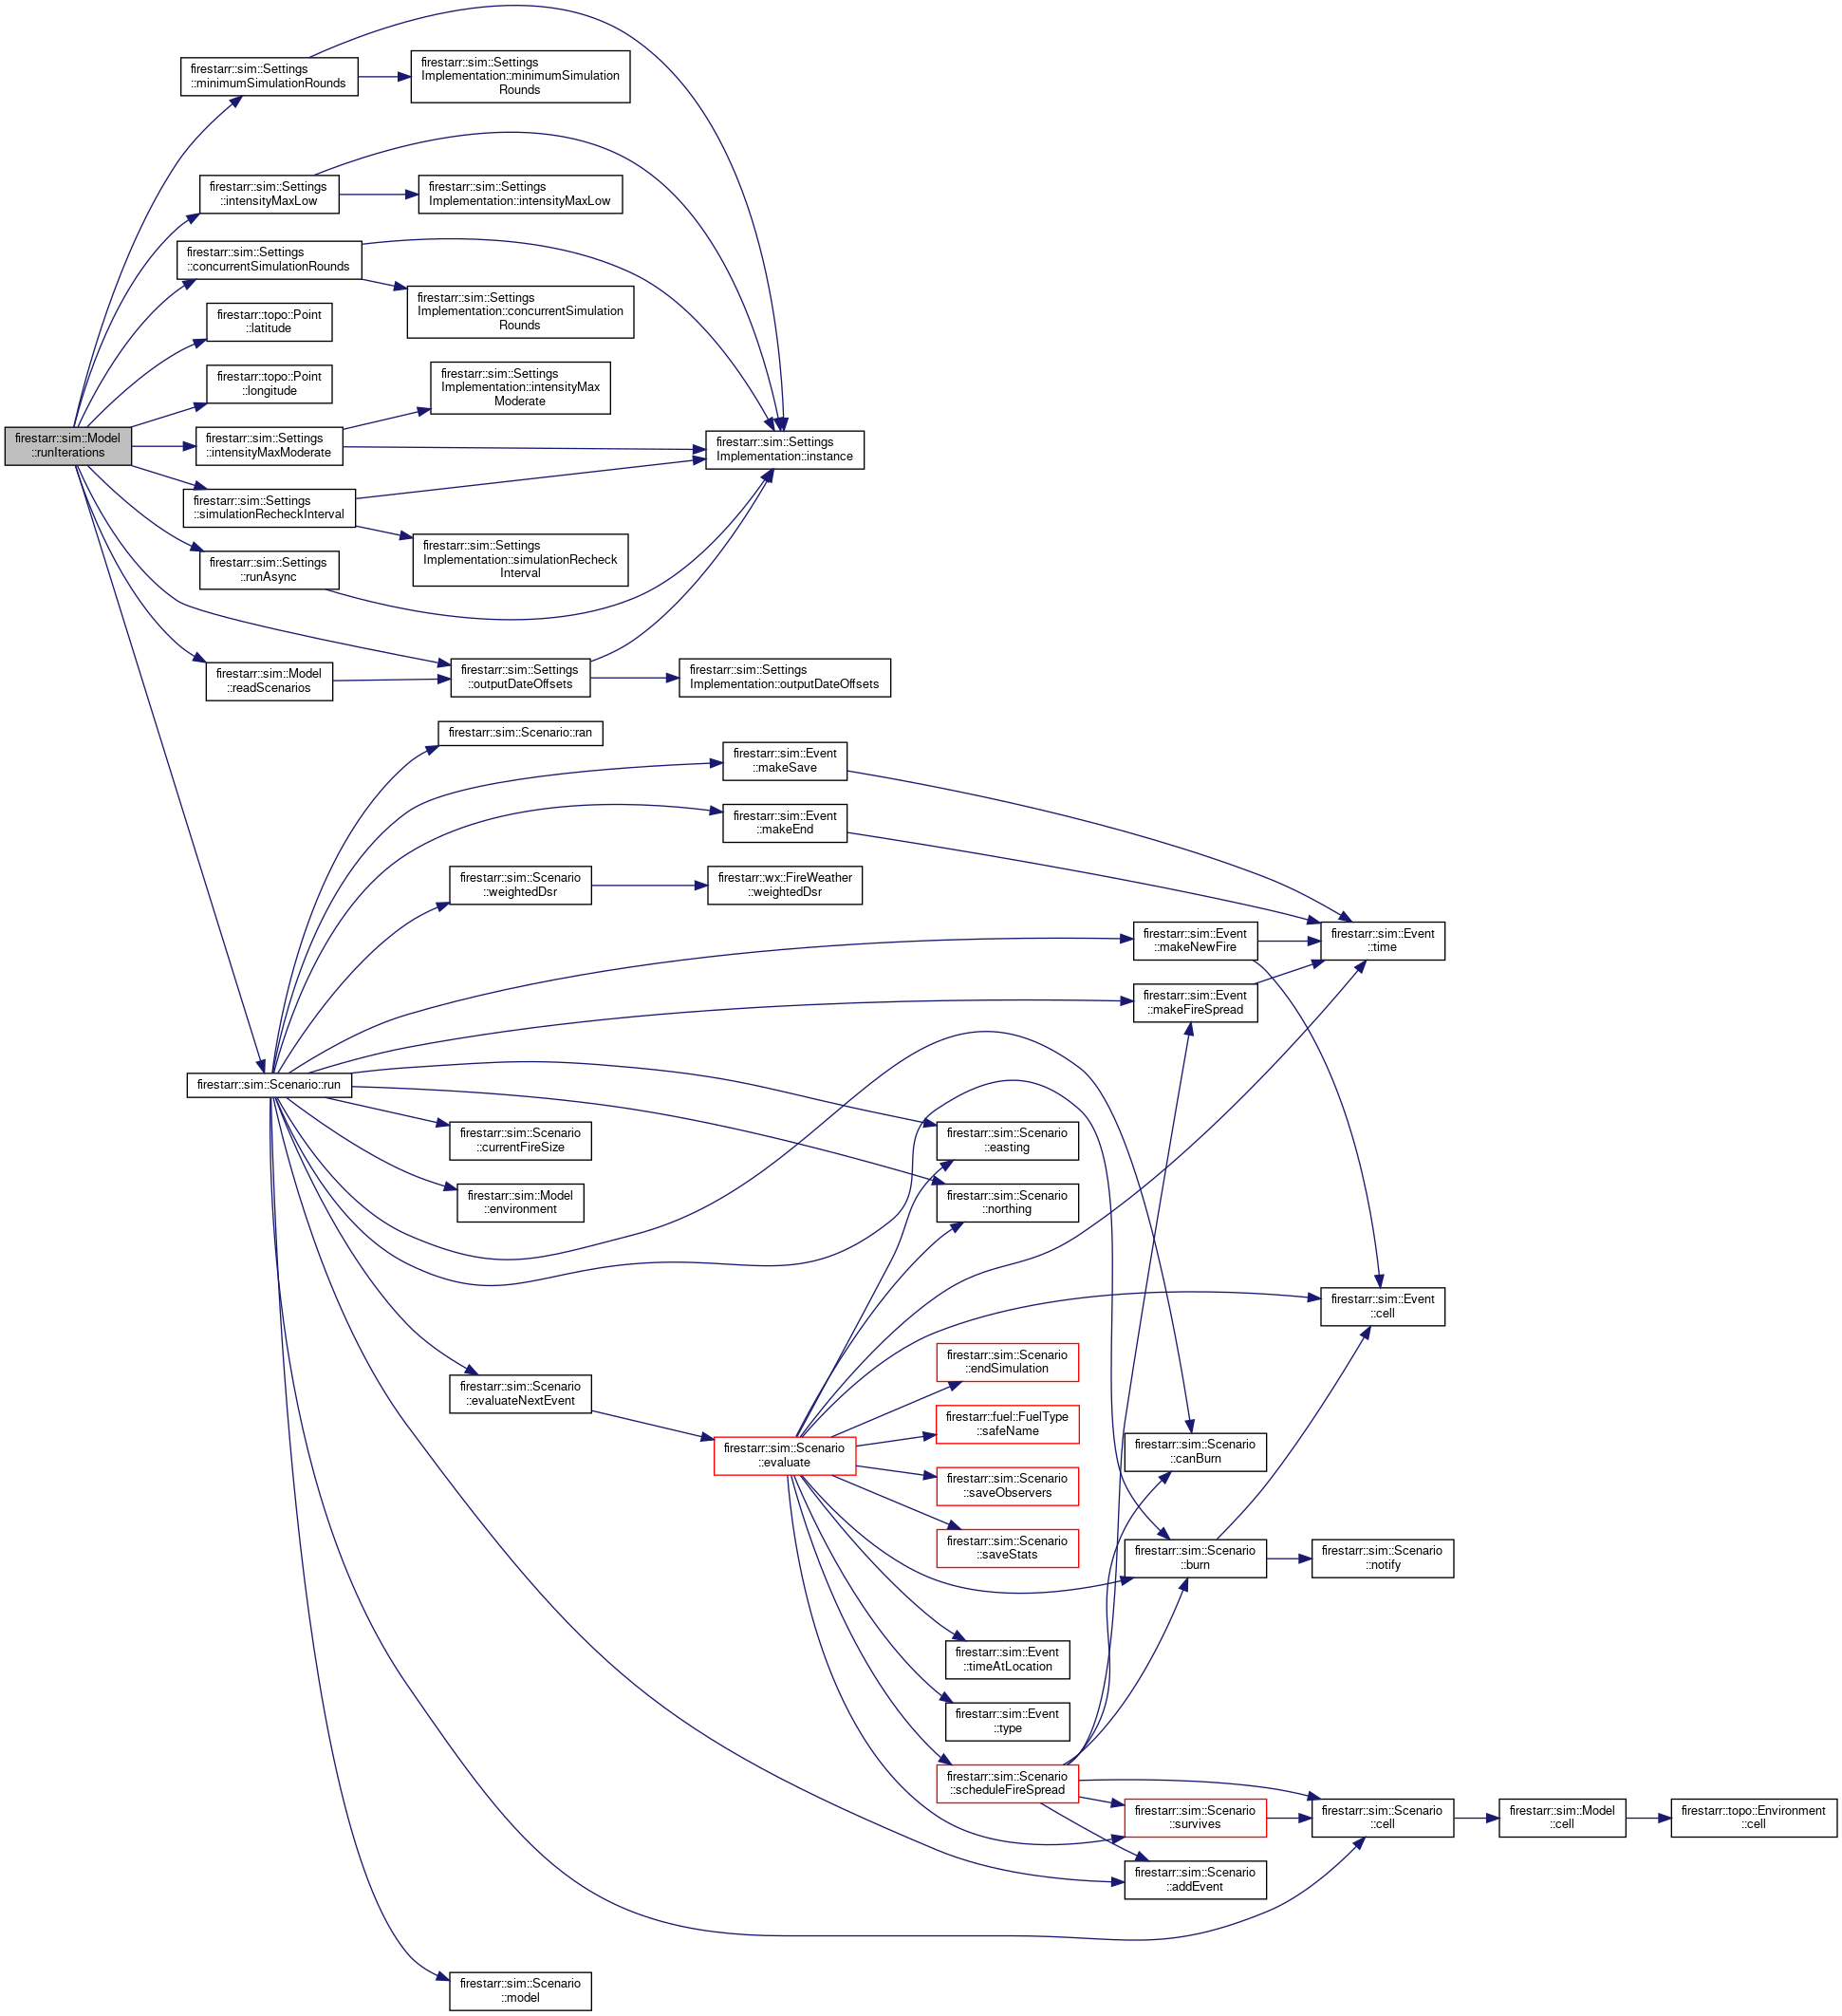 firestarr::sim::Model
::runIterations
firestarr::sim::Settings
::minimumSimulationRounds
firestarr::sim::Settings
Implementation::minimumSimulation
Rounds
firestarr::sim::Settings
::intensityMaxLow
firestarr::sim::Settings
Implementation::intensityMaxLow
firestarr::sim::Settings
::concurrentSimulationRounds
firestarr::sim::Settings
Implementation::concurrentSimulation
Rounds
firestarr::topo::Point
::latitude
firestarr::topo::Point
::longitude
firestarr::sim::Settings
::intensityMaxModerate
firestarr::sim::Settings
Implementation::intensityMax
Moderate
firestarr::sim::Settings
Implementation::instance
firestarr::sim::Settings
::simulationRecheckInterval
firestarr::sim::Settings
Implementation::simulationRecheck
Interval
firestarr::sim::Settings
::runAsync
firestarr::sim::Model
::readScenarios
firestarr::sim::Settings
::outputDateOffsets
firestarr::sim::Settings
Implementation::outputDateOffsets
firestarr::sim::Scenario::run
firestarr::sim::Scenario::ran
firestarr::sim::Event
::makeSave
firestarr::sim::Event
::makeEnd
firestarr::sim::Scenario
::weightedDsr
firestarr::wx::FireWeather
::weightedDsr
firestarr::sim::Event
::makeNewFire
firestarr::sim::Event
::time
firestarr::sim::Event
::makeFireSpread
firestarr::sim::Scenario
::currentFireSize
firestarr::sim::Scenario
::easting
firestarr::sim::Model
::environment
firestarr::sim::Scenario
::northing
firestarr::sim::Event
::cell
firestarr::sim::Scenario
::evaluateNextEvent
firestarr::sim::Scenario
::evaluate
firestarr::sim::Scenario
::endSimulation
firestarr::fuel::FuelType
::safeName
firestarr::sim::Scenario
::saveObservers
firestarr::sim::Scenario
::saveStats
firestarr::sim::Scenario
::canBurn
firestarr::sim::Scenario
::burn
firestarr::sim::Scenario
::notify
firestarr::sim::Event
::timeAtLocation
firestarr::sim::Event
::type
firestarr::sim::Scenario
::scheduleFireSpread
firestarr::sim::Scenario
::survives
firestarr::sim::Scenario
::cell
firestarr::sim::Model
::cell
firestarr::topo::Environment
::cell
firestarr::sim::Scenario
::addEvent
firestarr::sim::Scenario
::model